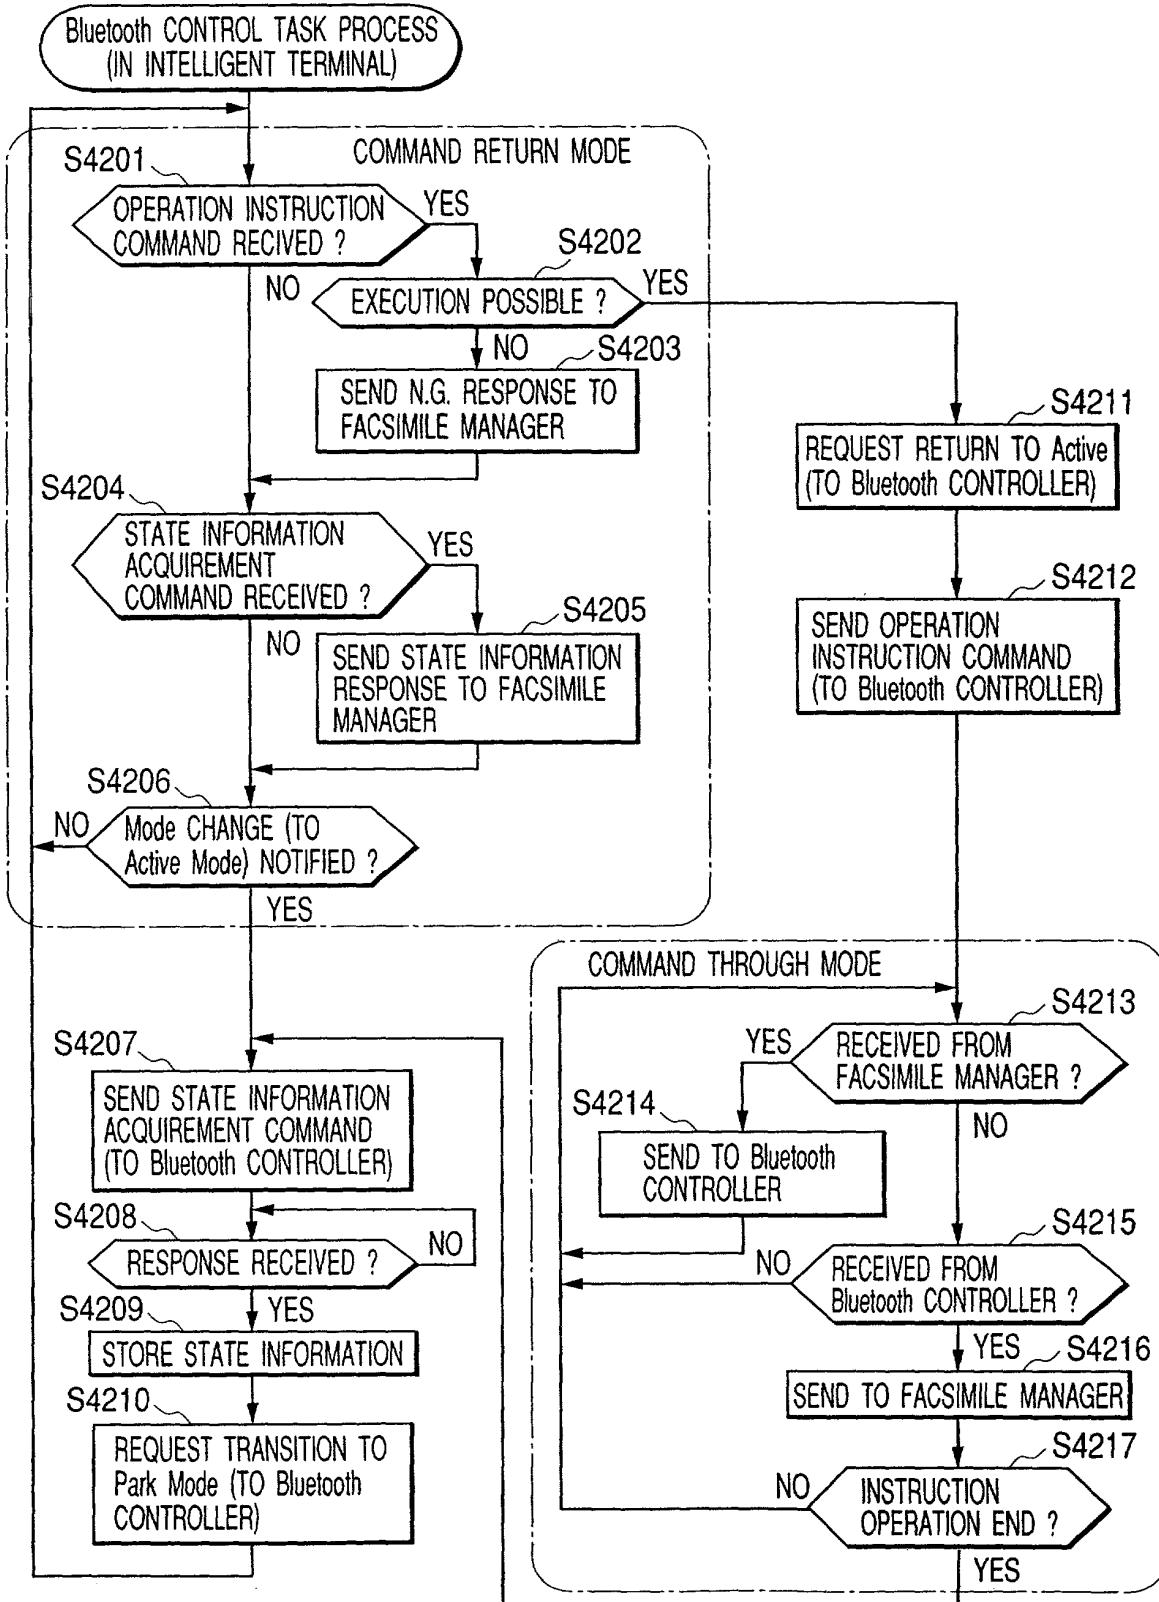 Bluetooth CONTROL TASK PROCESS
(IN INTELLIGENT TERMINAL)
COMMAND RETURN MODE
S4201
OPERATION INSTRUCTION
COMMAND RECIVED ?
YES
NO
S4202
EXECUTION POSSIBLE ?
YES
NO
S4203
SEND N.G. RESPONSE TO
FACSIMILE MANAGER
S4204
STATE INFORMATION
ACQUIREMENT
COMMAND RECEIVED ?
YES
NO
S4205
SEND STATE INFORMATION
RESPONSE TO FACSIMILE
MANAGER
S4206
Mode CHANGE (TO
Active Mode) NOTIFIED ?
NO
YES
S4207
SEND STATE INFORMATION
ACQUIREMENT COMMAND
(TO Bluetooth CONTROLLER)
S4208
RESPONSE RECEIVED ?
NO
YES
S4209
STORE STATE INFORMATION
S4210
REQUEST TRANSITION TO
Park Mode (TO Bluetooth
CONTROLLER)
S4211
REQUEST RETURN TO Active
(TO Bluetooth CONTROLLER)
S4212
SEND OPERATION
INSTRUCTION COMMAND
(TO Bluetooth CONTROLLER)
COMMAND THROUGH MODE
S4213
RECEIVED FROM
FACSIMILE MANAGER ?
YES
NO
S4214
SEND TO Bluetooth
CONTROLLER
S4215
RECEIVED FROM
Bluetooth CONTROLLER ?
NO
YES
S4216
SEND TO FACSIMILE MANAGER
S4217
INSTRUCTION
OPERATION END ?
NO
YES